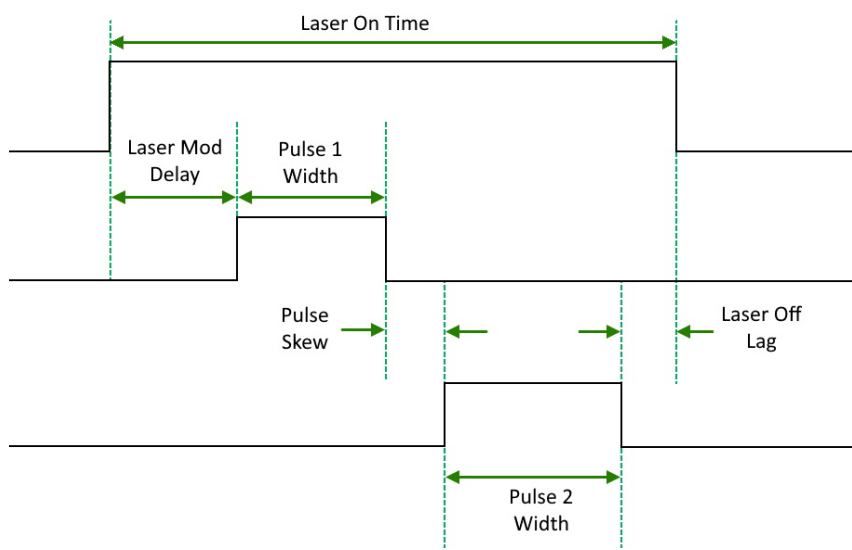 Laser On Time
Laser Mod
Delay
Pulse 1
Width
Pulse
Skew
Laser Off
Lag
Pulse 2
Width